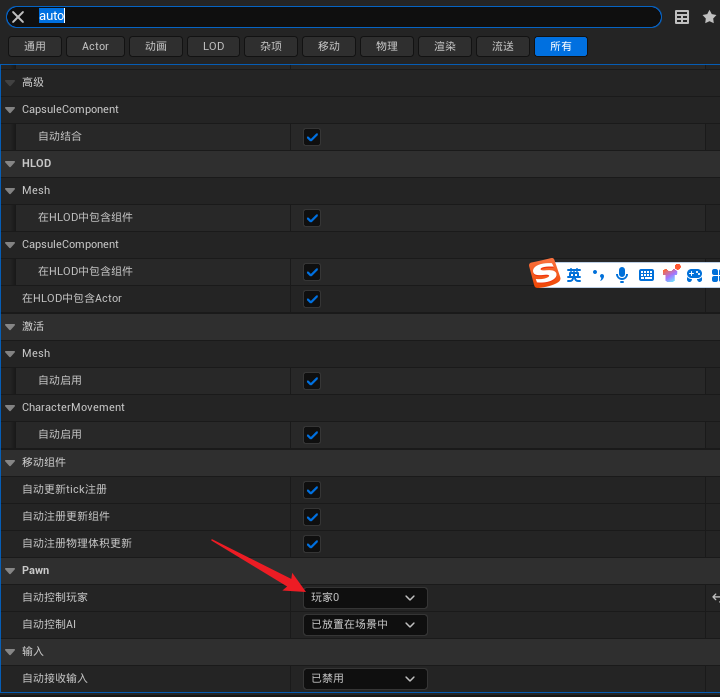 auto
通用 Actor 动画 LOD 杂项 移动 物理 渲染 流送 所有
高级
CapsuleComponent
自动结合
HLOD
Mesh
在HLOD中包含组件
CapsuleComponent
在HLOD中包含组件
英
在HLOD中包含Actor
激活
Mesh
自动启用
CharacterMovement
自动启用
移动组件
自动更新tick注册
自动注册更新组件
自动注册物理体积更新
Pawn
自动控制玩家 玩家0
自动控制AI 已放置在场景中
输入
自动接收输入 已禁用